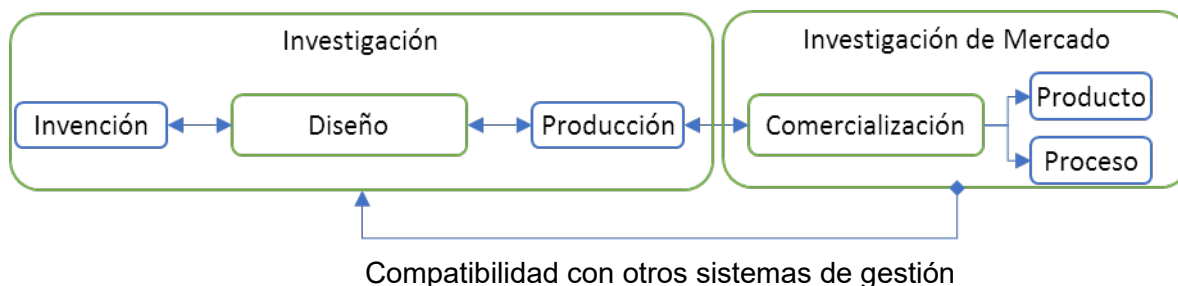 Investigación
Investigación de Mercado
Invención
Diseño
Producción
Comercialización
Producto
Proceso
Compatibilidad con otros sistemas de gestión